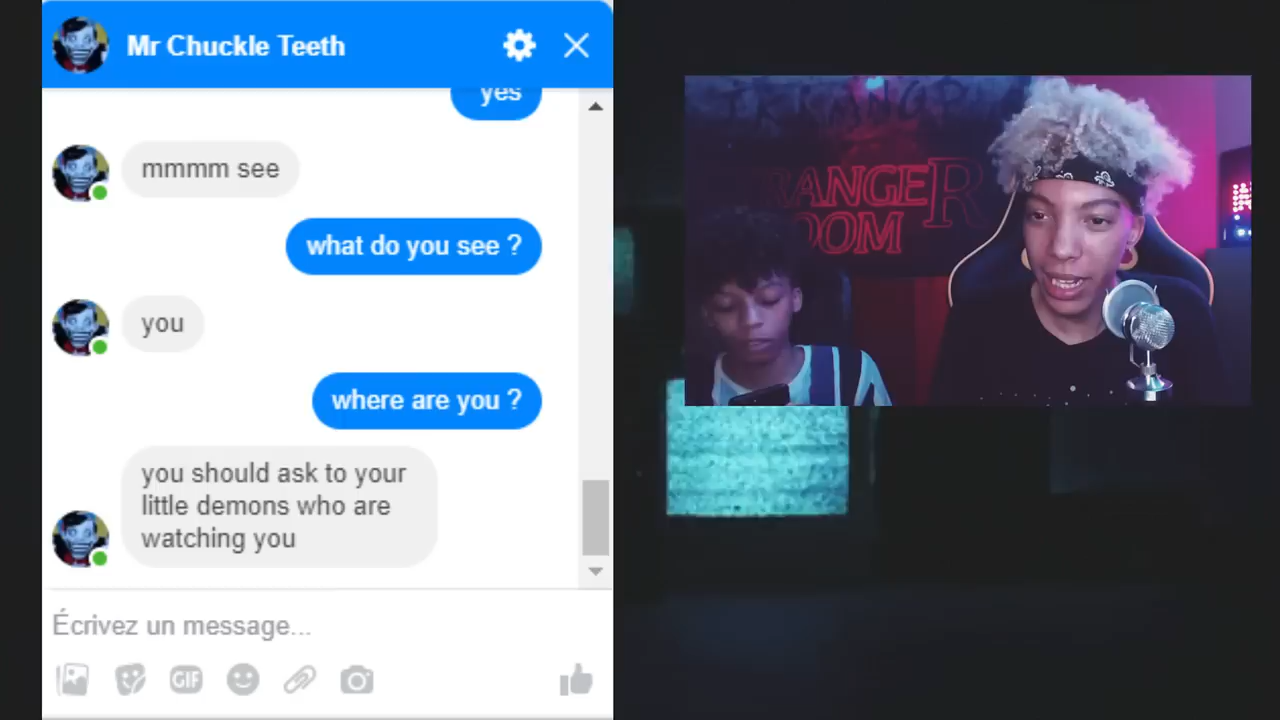 Mr Chuckle Teeth
yes
mmmm see
what do you see ?
you
where are you ?
you should ask to your
little demons who are
watching you
Écrivez un message...
GIF
RANGER
OOM